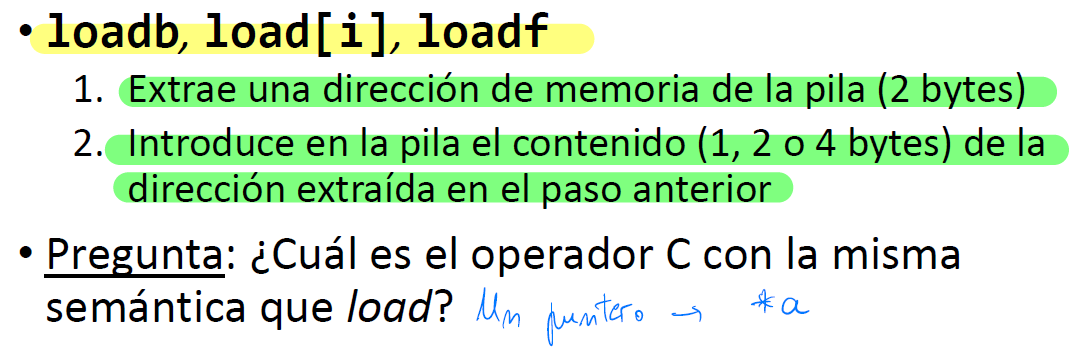 • loadb, load[i], loadf
1. Extrae una dirección de memoria de la pila (2 bytes)
2. Introduce en la pila el contenido (1, 2 o 4 bytes) de la
dirección extraída en el paso anterior
• Pregunta: ¿Cuál es el operador C con la misma
semántica que load? Un puntero → *a